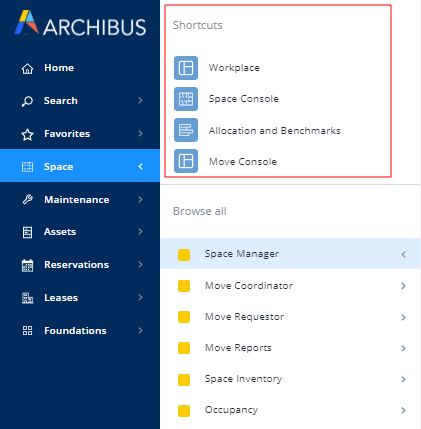 ARCHIBUS
Home
Search
Favorites
Space
Maintenance
Assets
Reservations
Leases
Foundations
Shortcuts
Workplace
Space Console
Allocation and Benchmarks
Move Console
Browse all
Space Manager
Move Coordinator
Move Requestor
Move Reports
Space Inventory
Occupancy